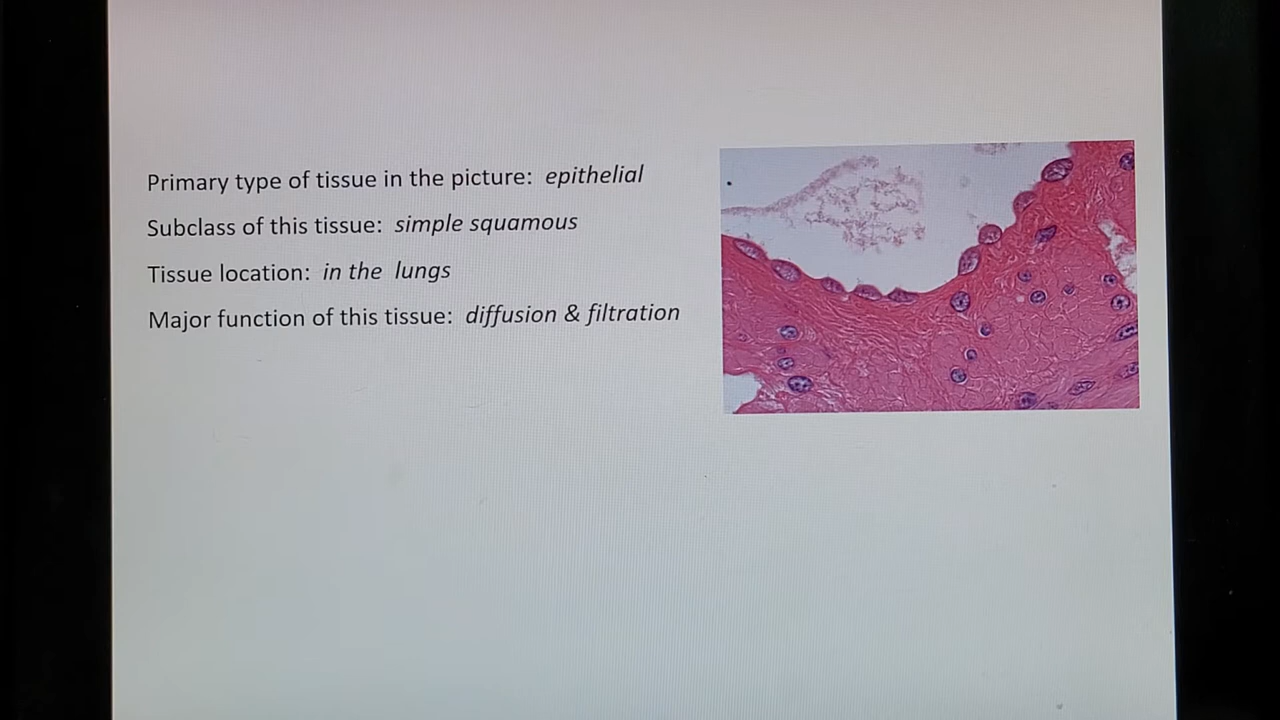 Primary type of tissue in the picture: epithelial
Subclass of this tissue: simple squamous
Tissue location: in the lungs
Major function of this tissue: diffusion & filtration